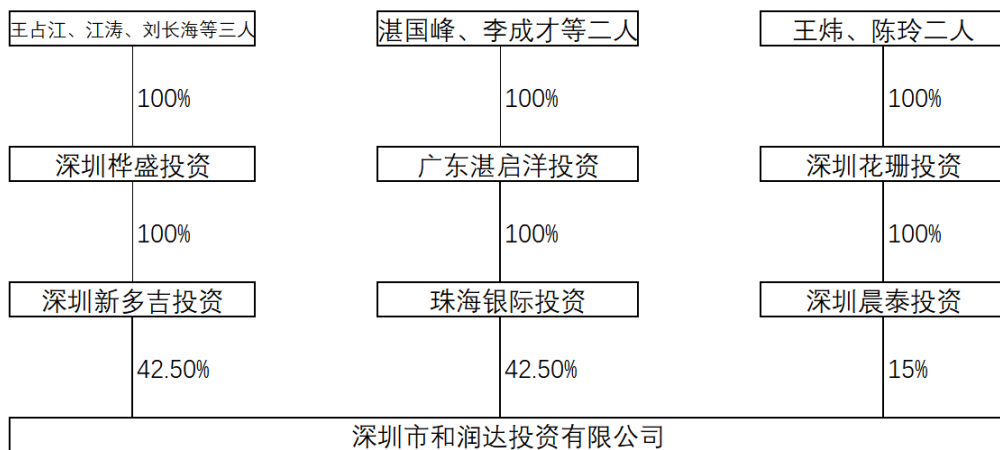 王占江、江涛、刘长海等三人
湛国峰、李成才等二人
王炜、陈玲二人
100%
100%
100%
深圳桦盛投资
广东湛启洋投资
深圳花珊投资
100%
100%
100%
深圳新多吉投资
珠海银际投资
深圳晨泰投资
42.50%
42.50%
15%
深圳市和润达投资有限公司